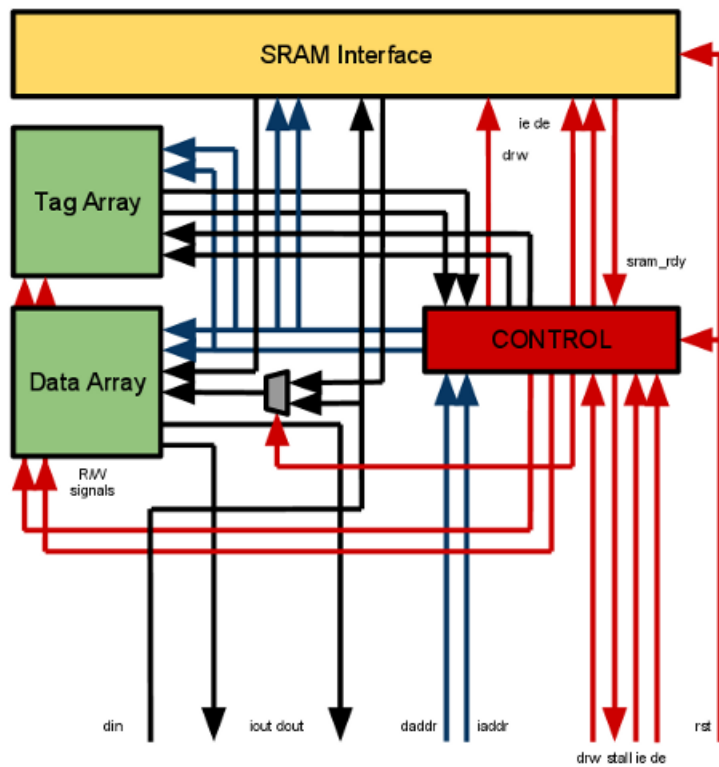 SRAM Interface
ie de
drw
Tag Array
sram_rdy
CONTROL
Data Array
R/W
signals
din
iout dout
daddr
iaddr
rst
drw stall ie de